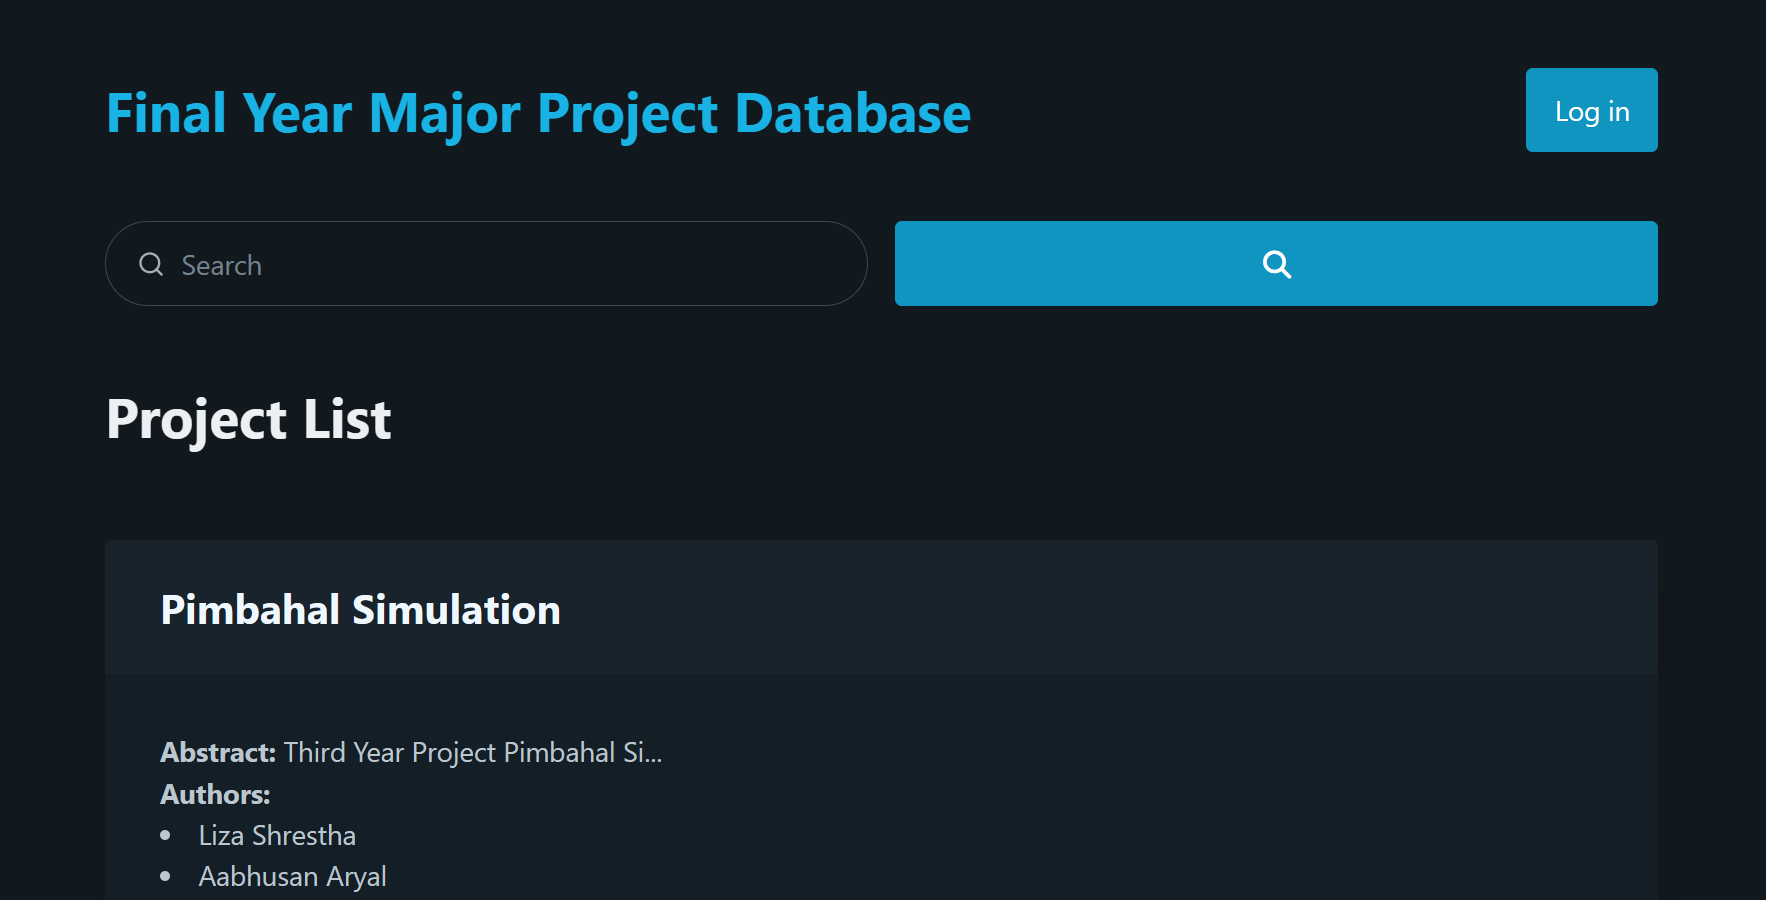 Final Year Major Project Database
Log in
Search
Project List
Pimbahal Simulation
Abstract: Third Year Project Pimbahal Si...
Authors:
• Liza Shrestha
• Aabhusan Aryal